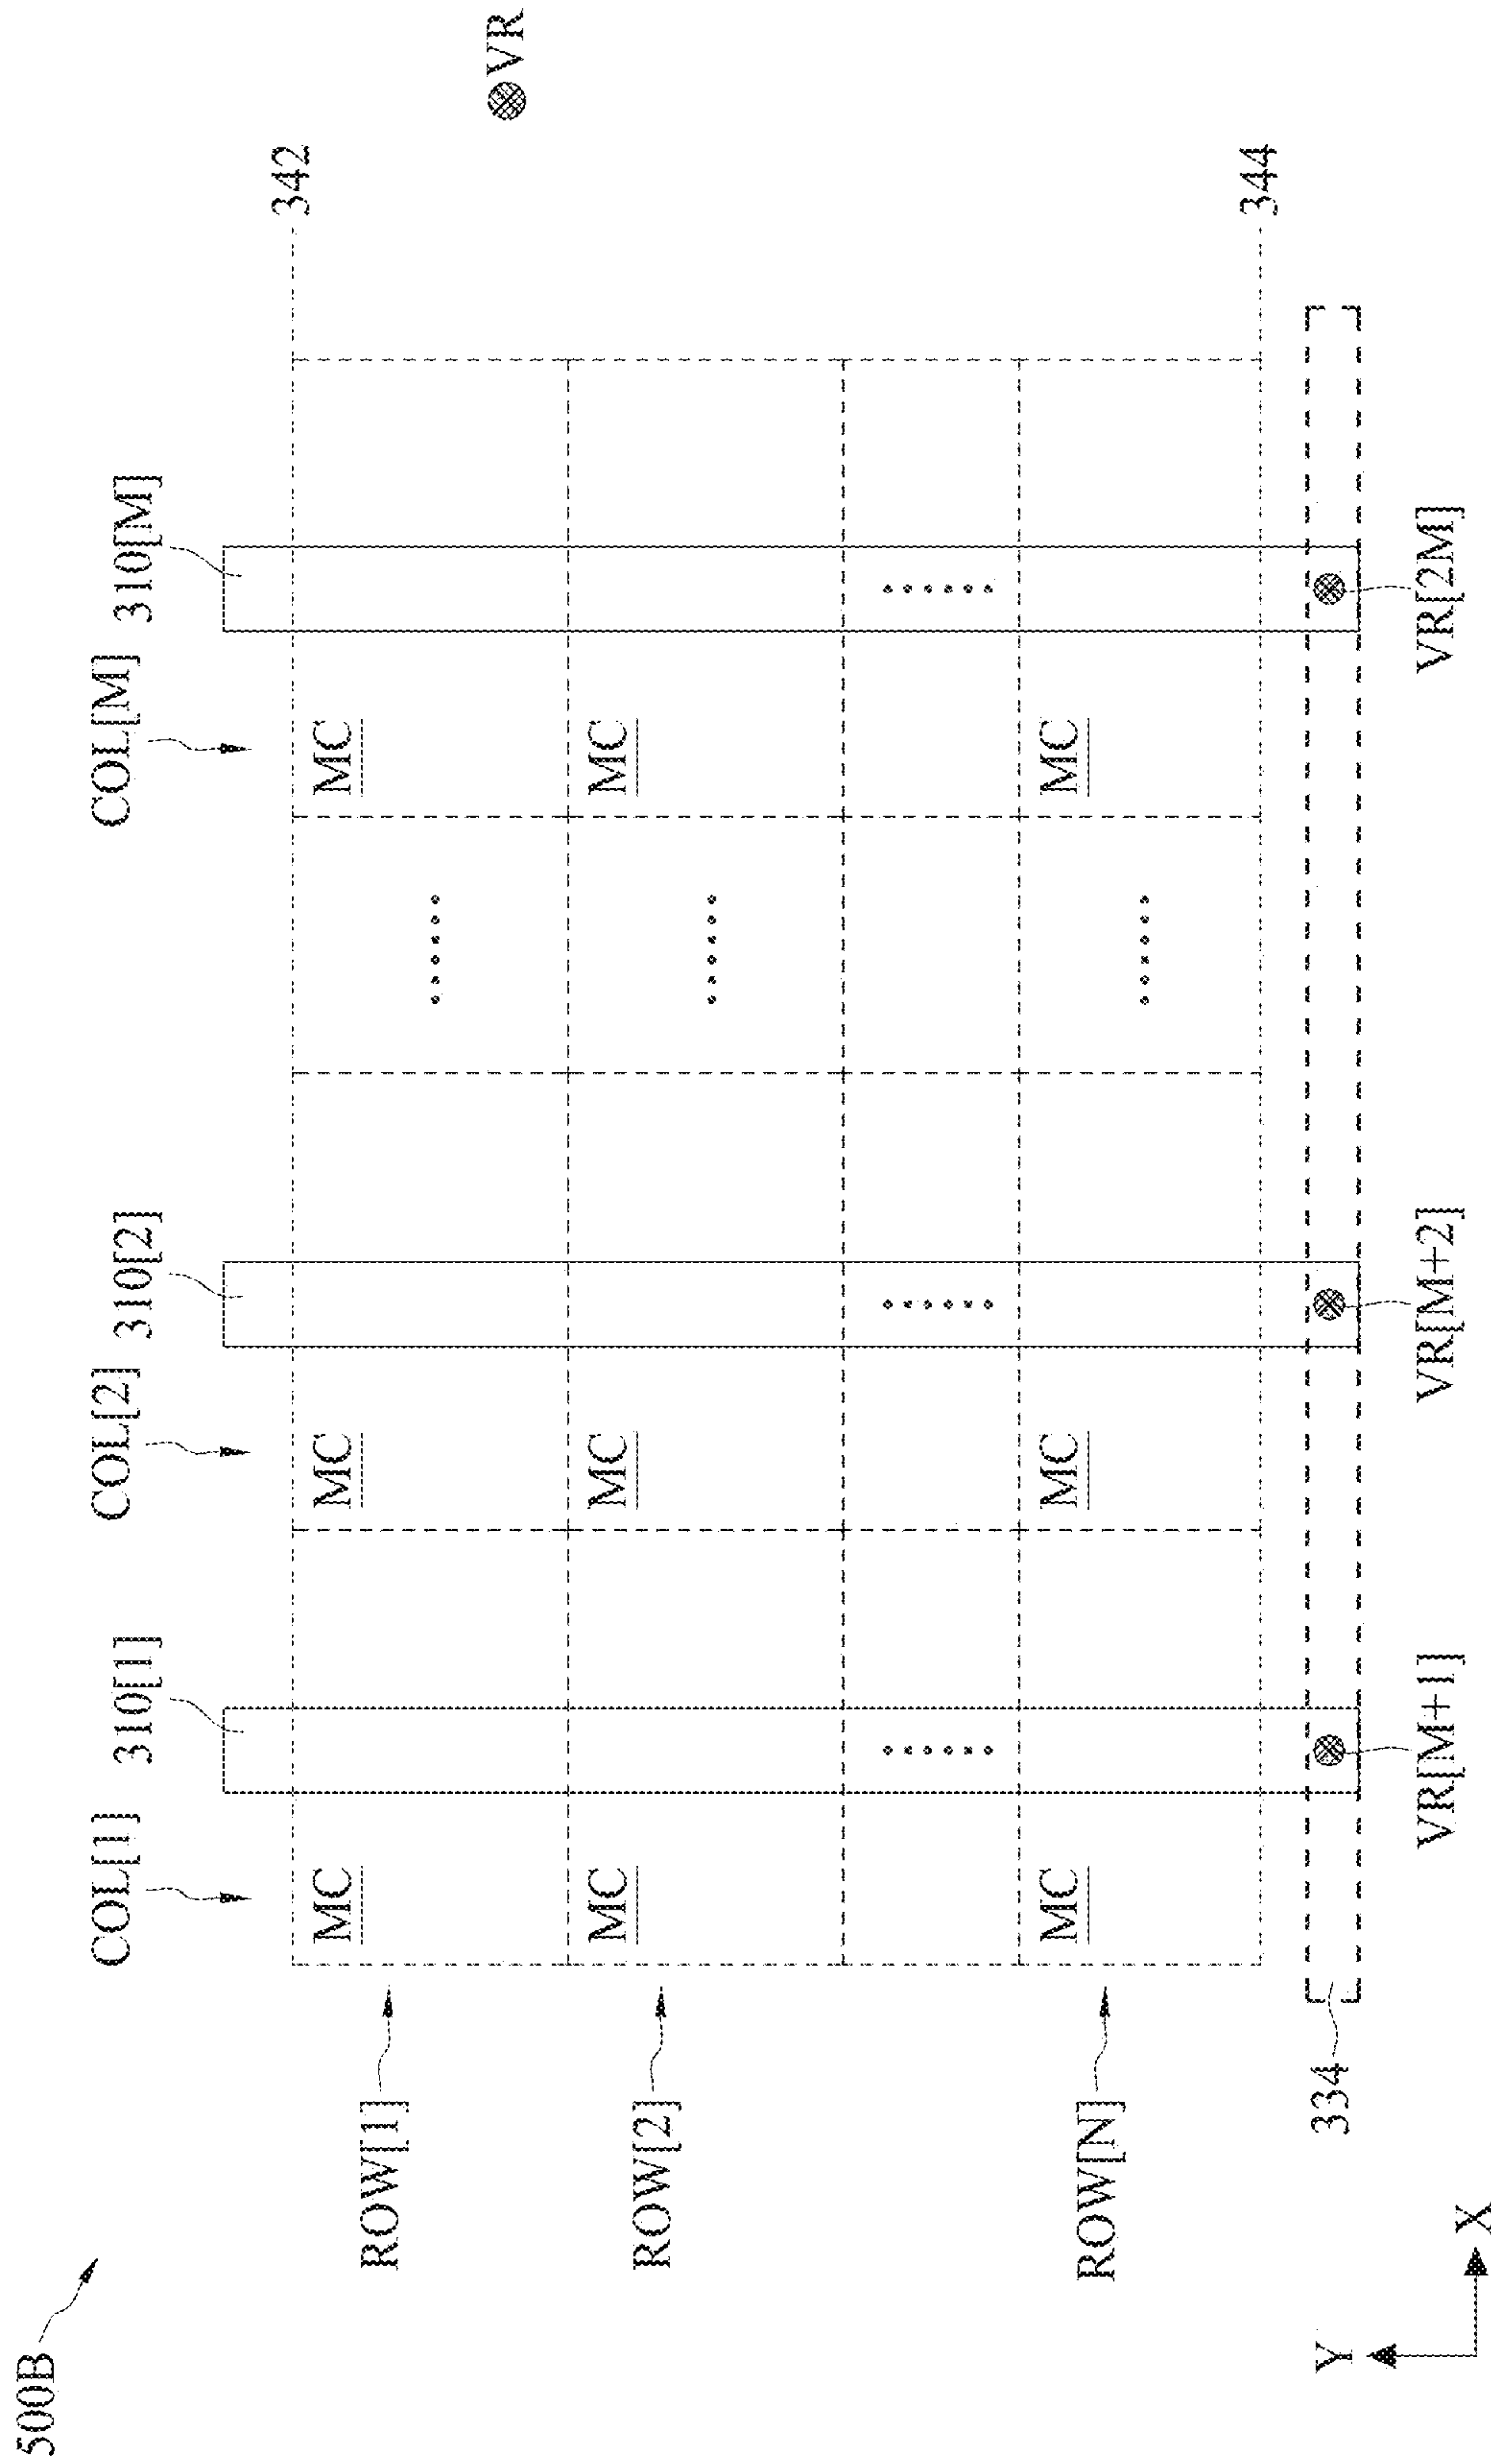 500B
COL[1]
310[1]
COL[2]
310[2]
COL[M]
310[M]
342
VR
ROW[1]
MC
MC
MC
ROW[2]
MC
MC
MC
ROW[N]
MC
MC
MC
344
334
VR[M+1]
VR[M+2]
VR[2M]
Y
X